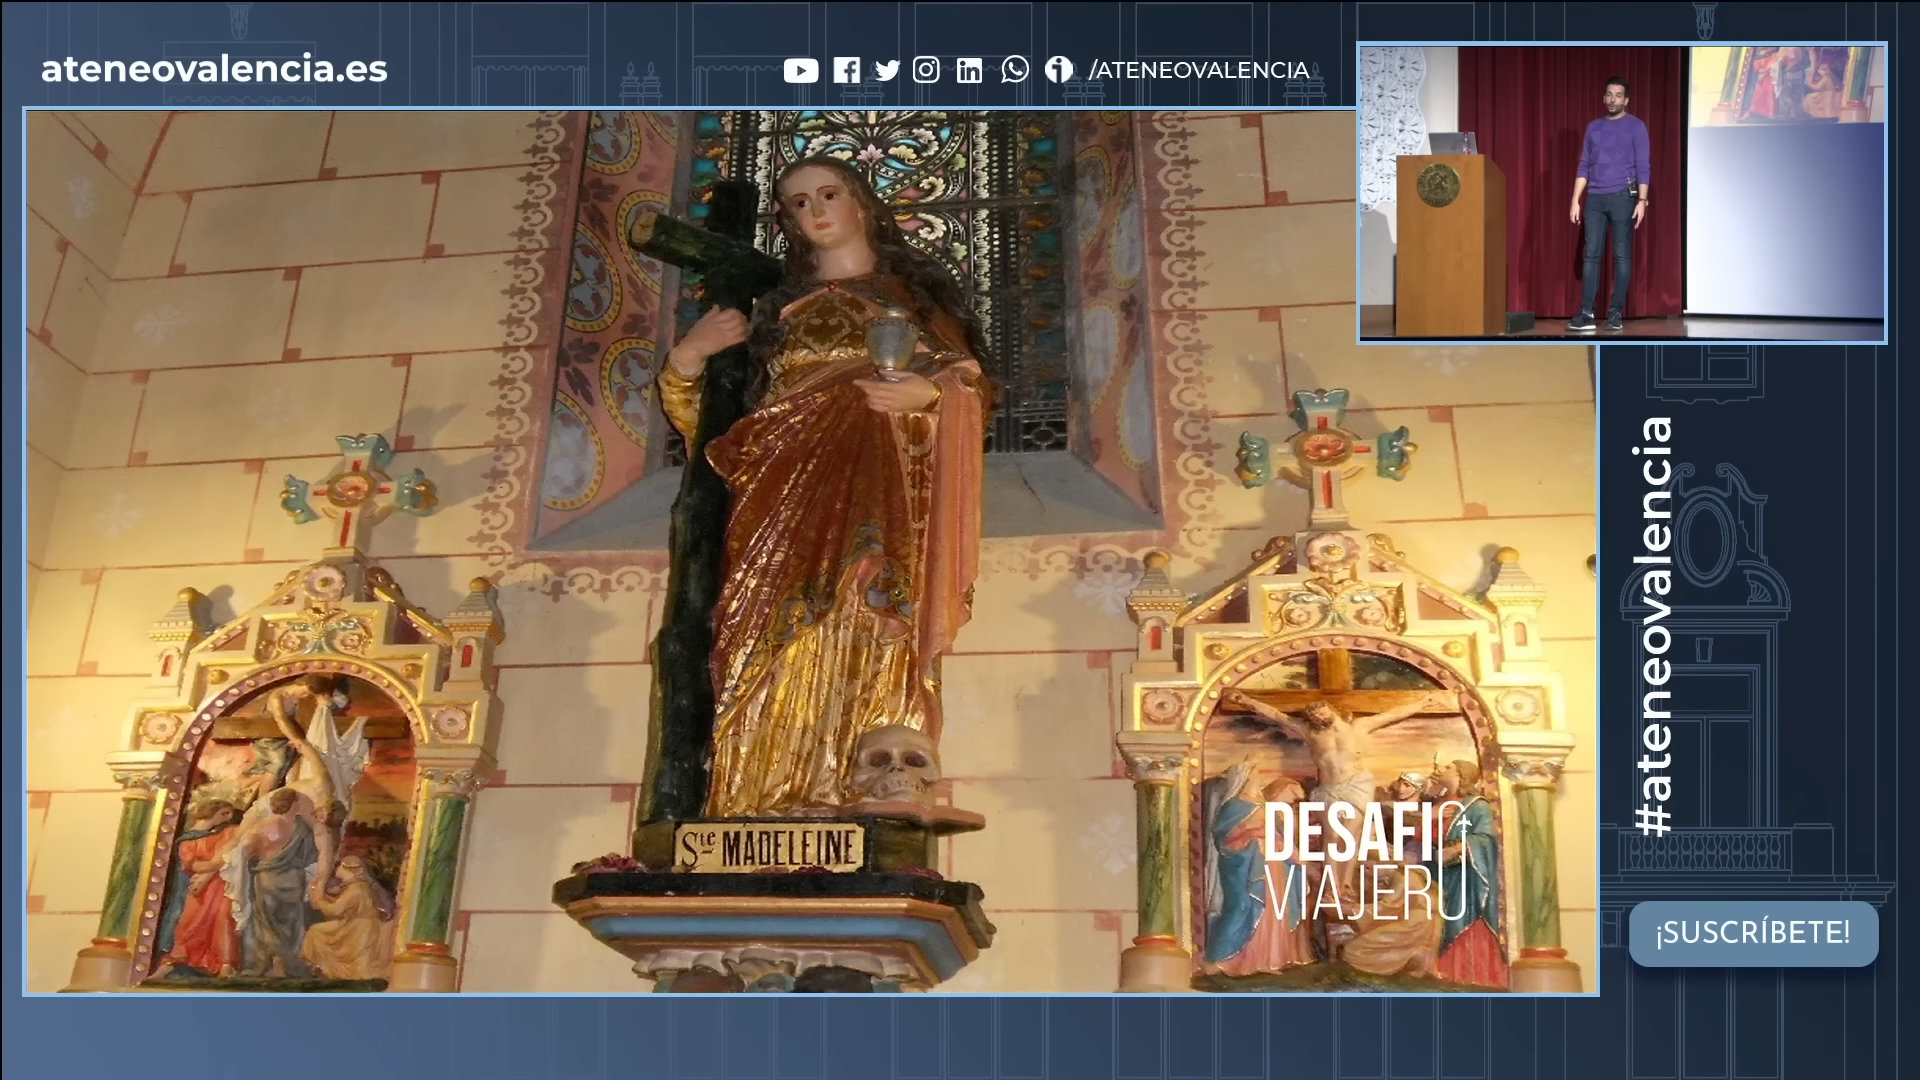 ateneovalencia.es
/ATENEOVALENCIA
#ateneovalencia
Ste MADELEINE
DESAFIO
VIAJERO
¡SUSCRÍBETE!